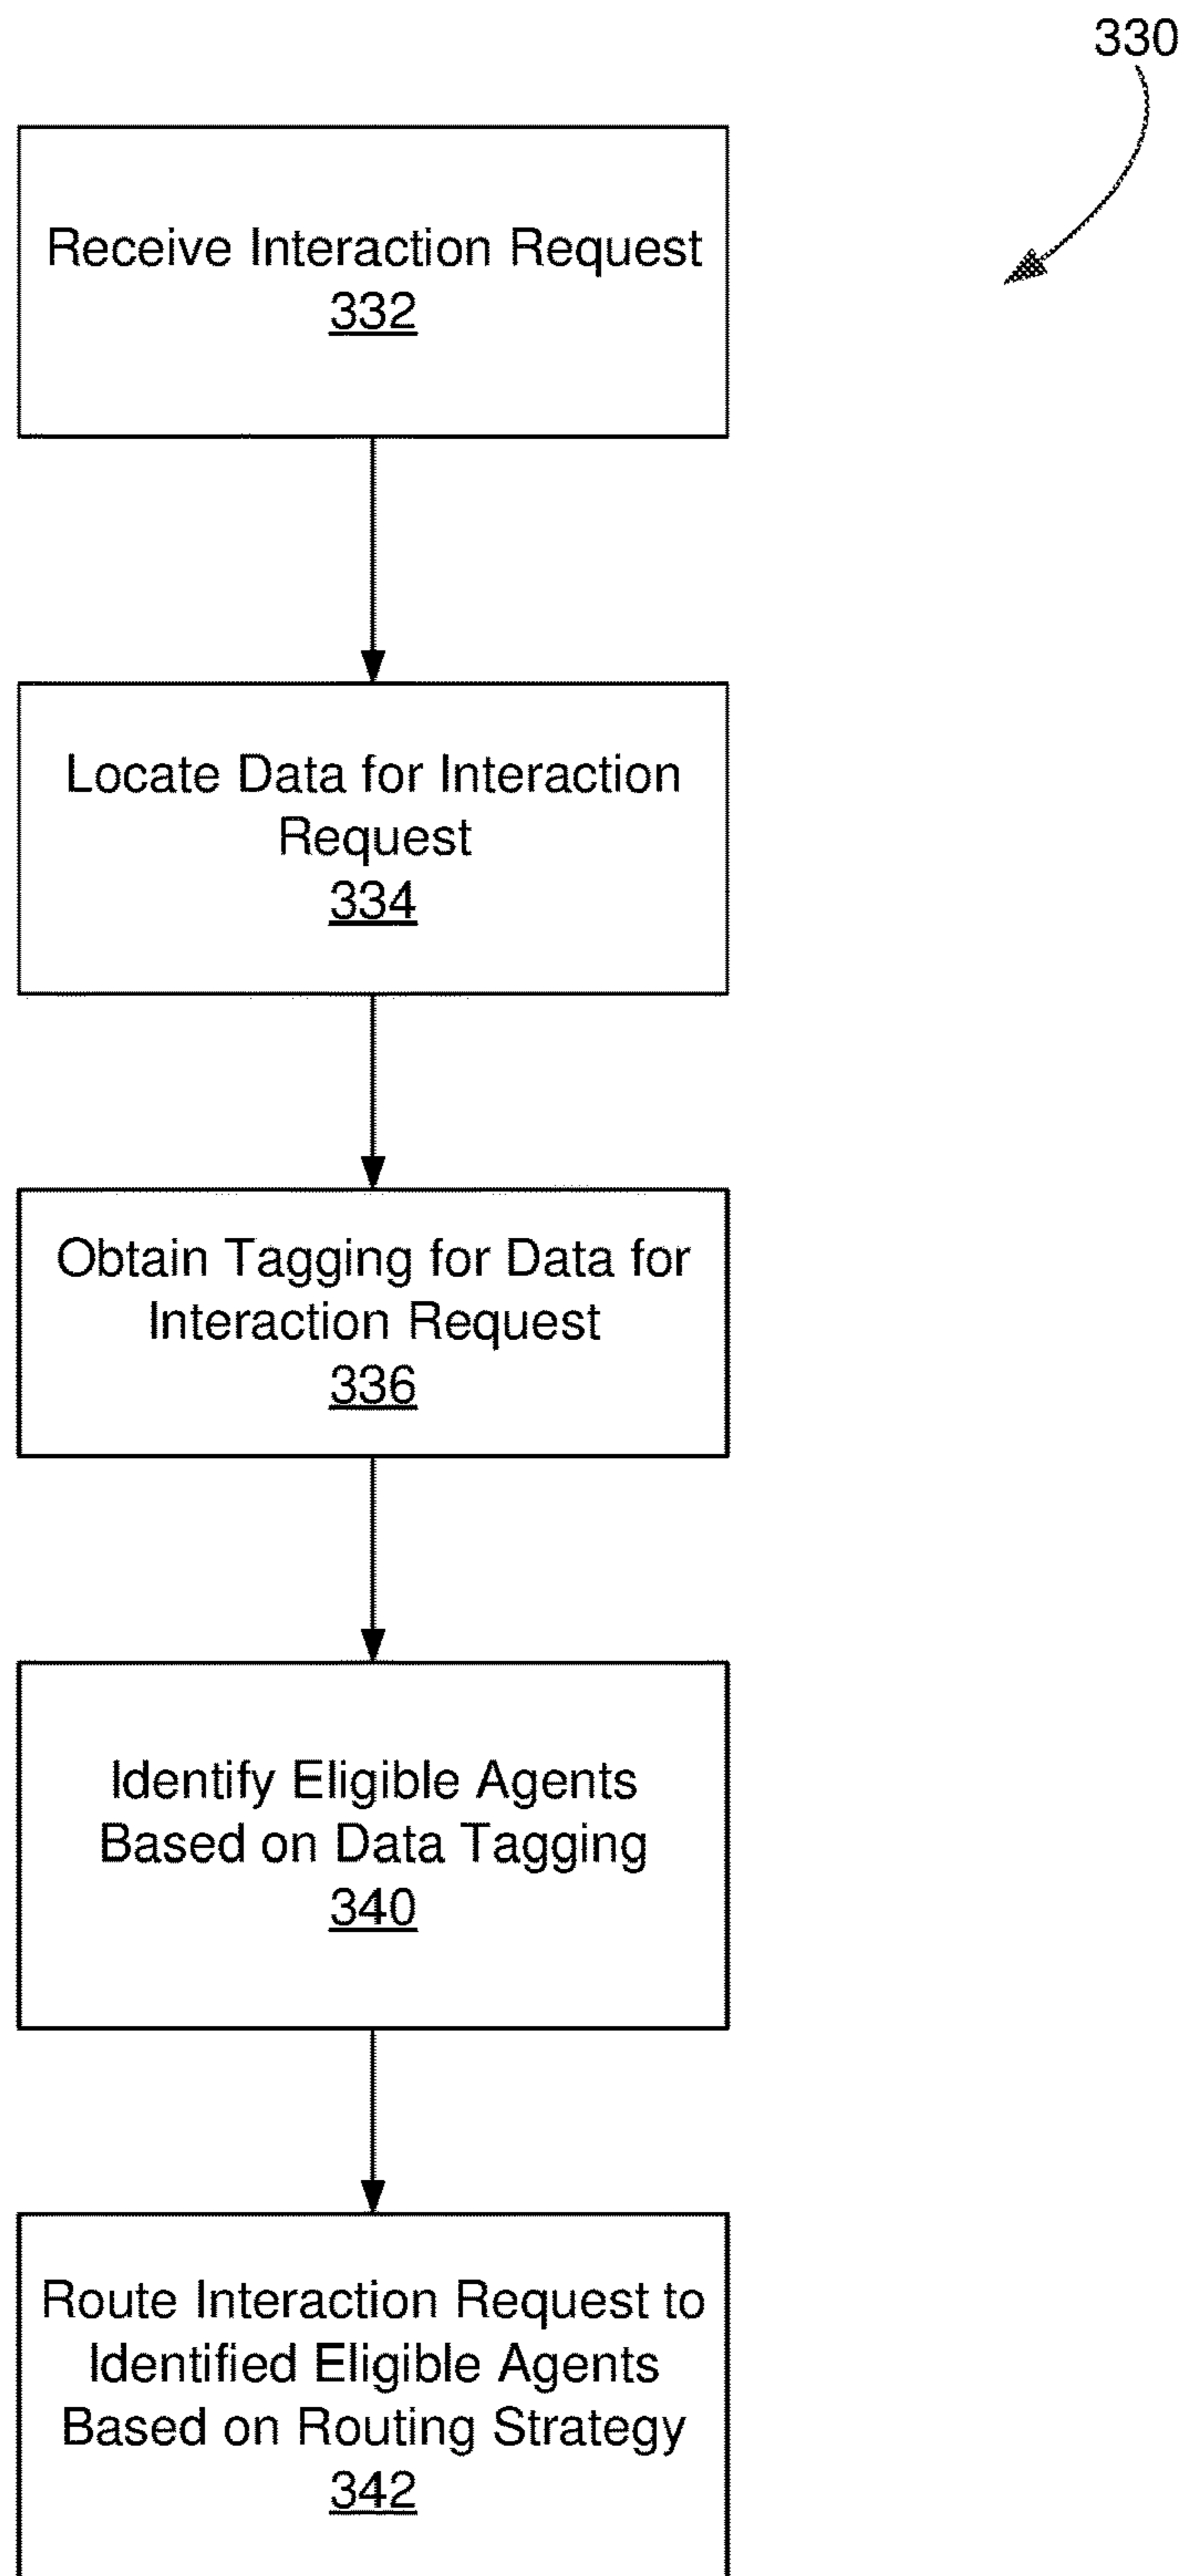 330
Receive Interaction Request
332
Locate Data for Interaction
Request
334
Obtain Tagging for Data for
Interaction Request
336
Identify Eligible Agents
Based on Data Tagging
340
Route Interaction Request to
Identified Eligible Agents
Based on Routing Strategy
342